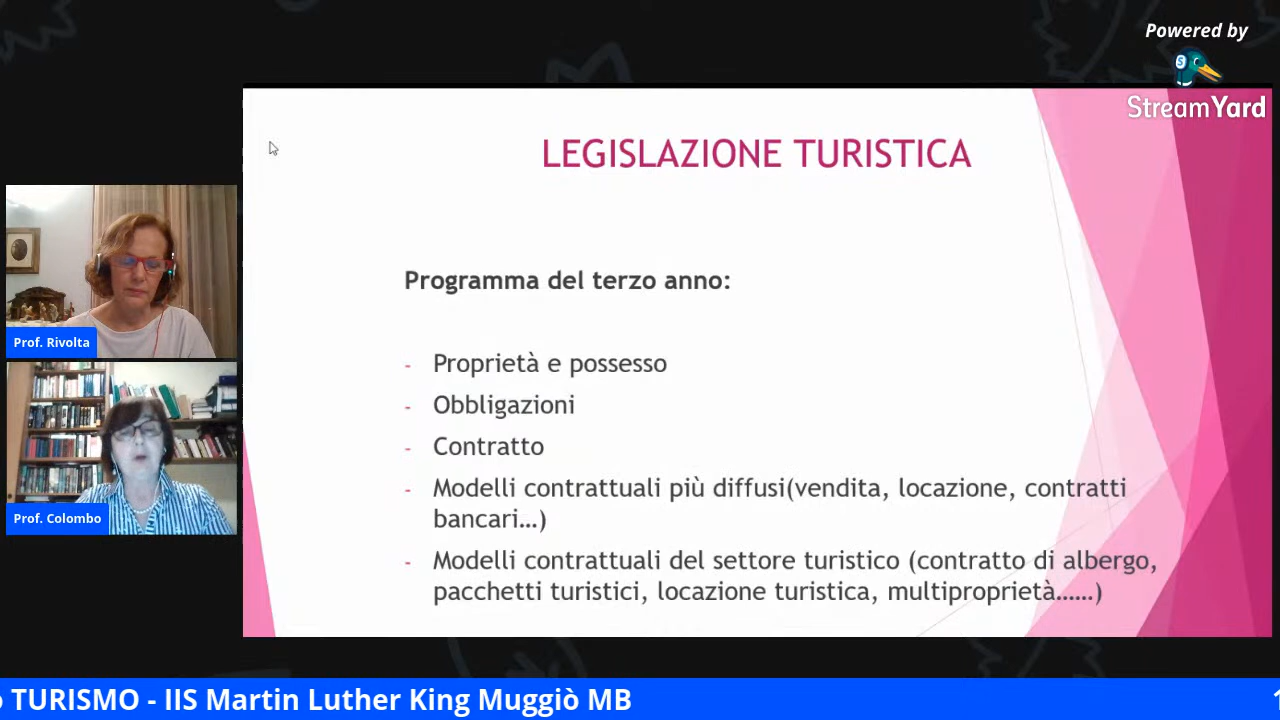 Powered by
StreamYard
LEGISLAZIONE TURISTICA
Programma del terzo anno:
- Proprietà e possesso
- Obbligazioni
- Contratto
- Modelli contrattuali più diffusi(vendita, locazione, contratti
bancari…)
- Modelli contrattuali del settore turistico (contratto di albergo,
pacchetti turistici, locazione turistica, multiproprietà……)
Prof. Rivolta
Prof. Colombo
TURISMO - IIS Martin Luther King Muggiò MB